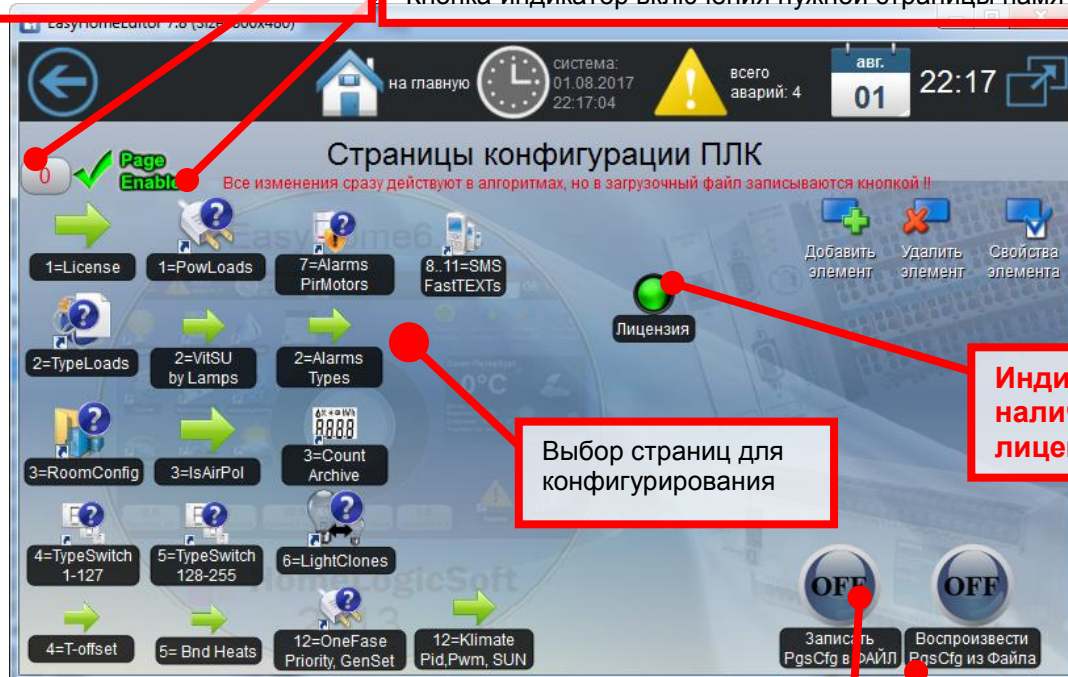 Кнопка-индикатор включения нужной страницы
EasyHomeEditor 7.8 (Size: 800x480)
на главную
система:
01.08.2017
22:17:04
всего
аварий: 4
авг.
01
22:17
0
Page
Enable
Страницы конфигурации ПЛК
Все изменения сразу действуют в алгоритмах, но в загрузочный файл записываются кнопкой !!
1=License
1=PowLoads
7=Alarms
PirMotors
8..11=SMS
FastTEXTs
Добавить
элемент
Удалить
элемент
Свойства
элемента
Лицензия
2=TypeLoads
2=VitSU
by Lamps
2=Alarms
Types
0°C
3=RoomConfig
3=IsAirPol
3=Count
Archive
Выбор страниц для
конфигурирования
4=TypeSwitch
1-127
5=TypeSwitch
128-255
6=LightClones
HomeLogicSoft
2013
4=T-offset
5= Bnd Heats
12=OneFase
Priority, GenSet
12=Klimate
Pid,Pwm, SUN
OFF
OFF
Записать
PgsCfg в ФАЙЛ
Воспроизвести
PgsCfg из Файла